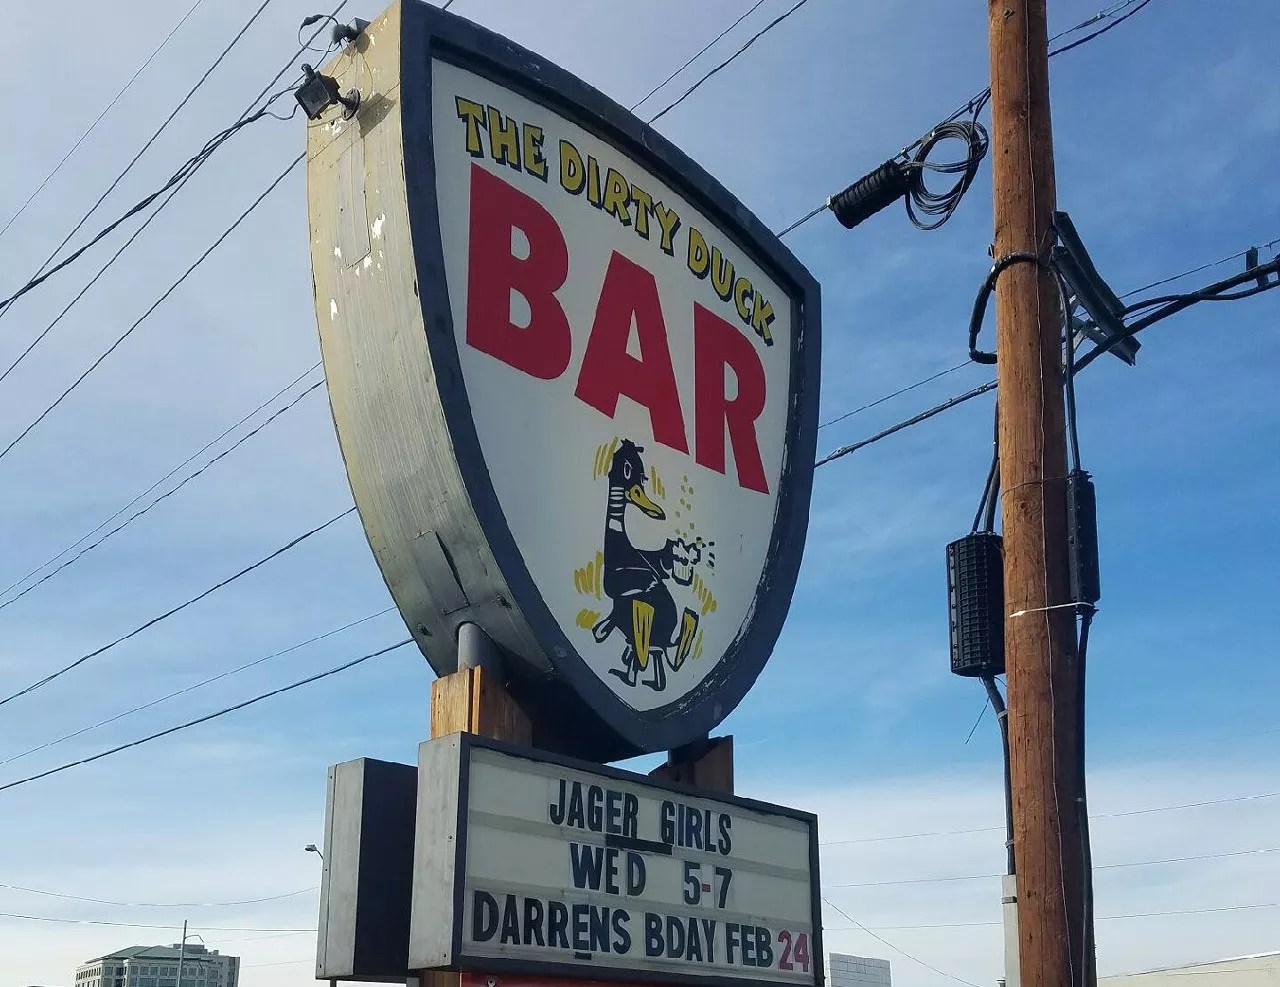 THE DIRTY DUCK
BAR
JAGER GIRLS
WED 5-7
DARRENS BDAY FEB 24